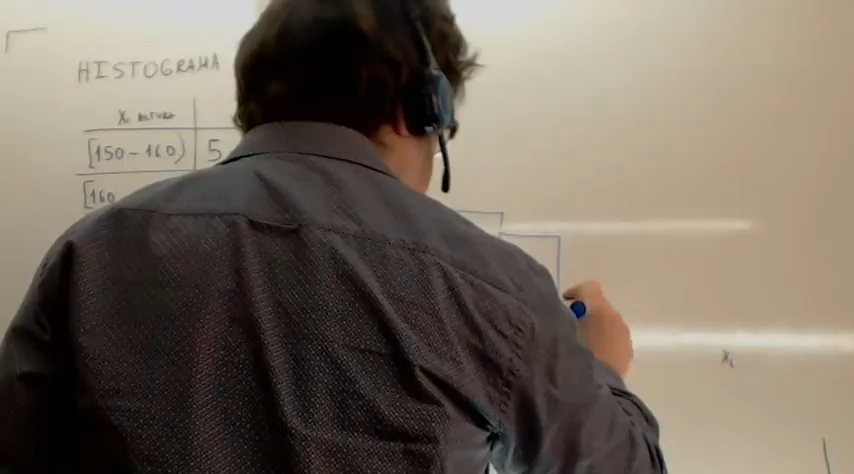 HISTOGRAMA
Xi ALTURA
[150-160) 5
[160
xi